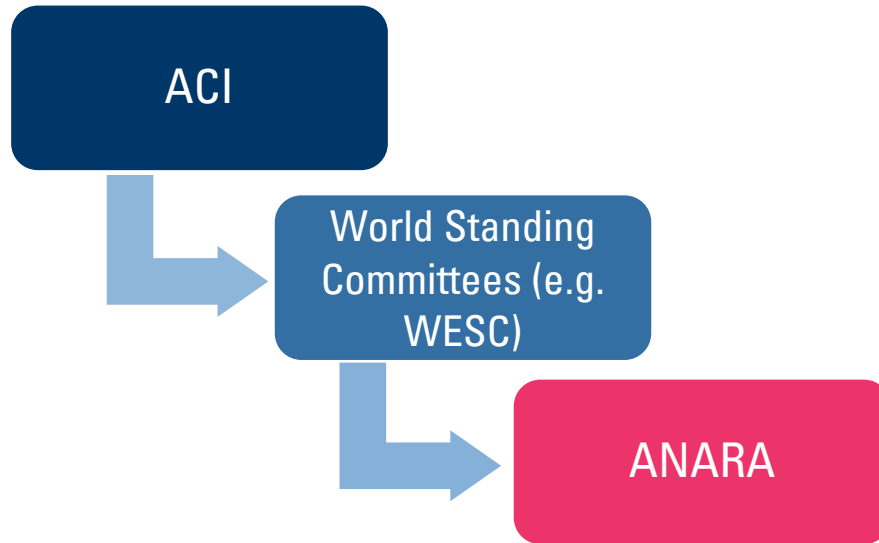 ACI
World Standing
Committees (e.g.
WESC)
ANARA